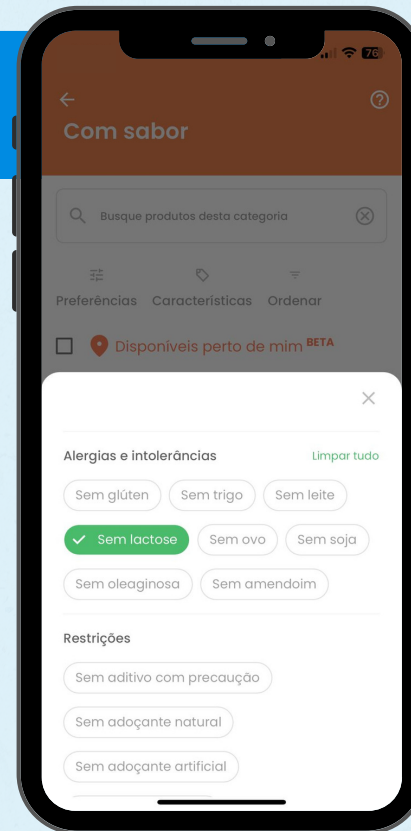 76
Com sabor
Busque produtos desta categoria
Preferências Características Ordenar
Disponíveis perto de mim BETA
Alergias e intolerâncias Limpar tudo
Sem glúten Sem trigo Sem leite
Sem lactose Sem ovo Sem soja
Sem oleaginosa Sem amendoim
Restrições
Sem aditivo com precaução
Sem adoçante natural
Sem adoçante artificial